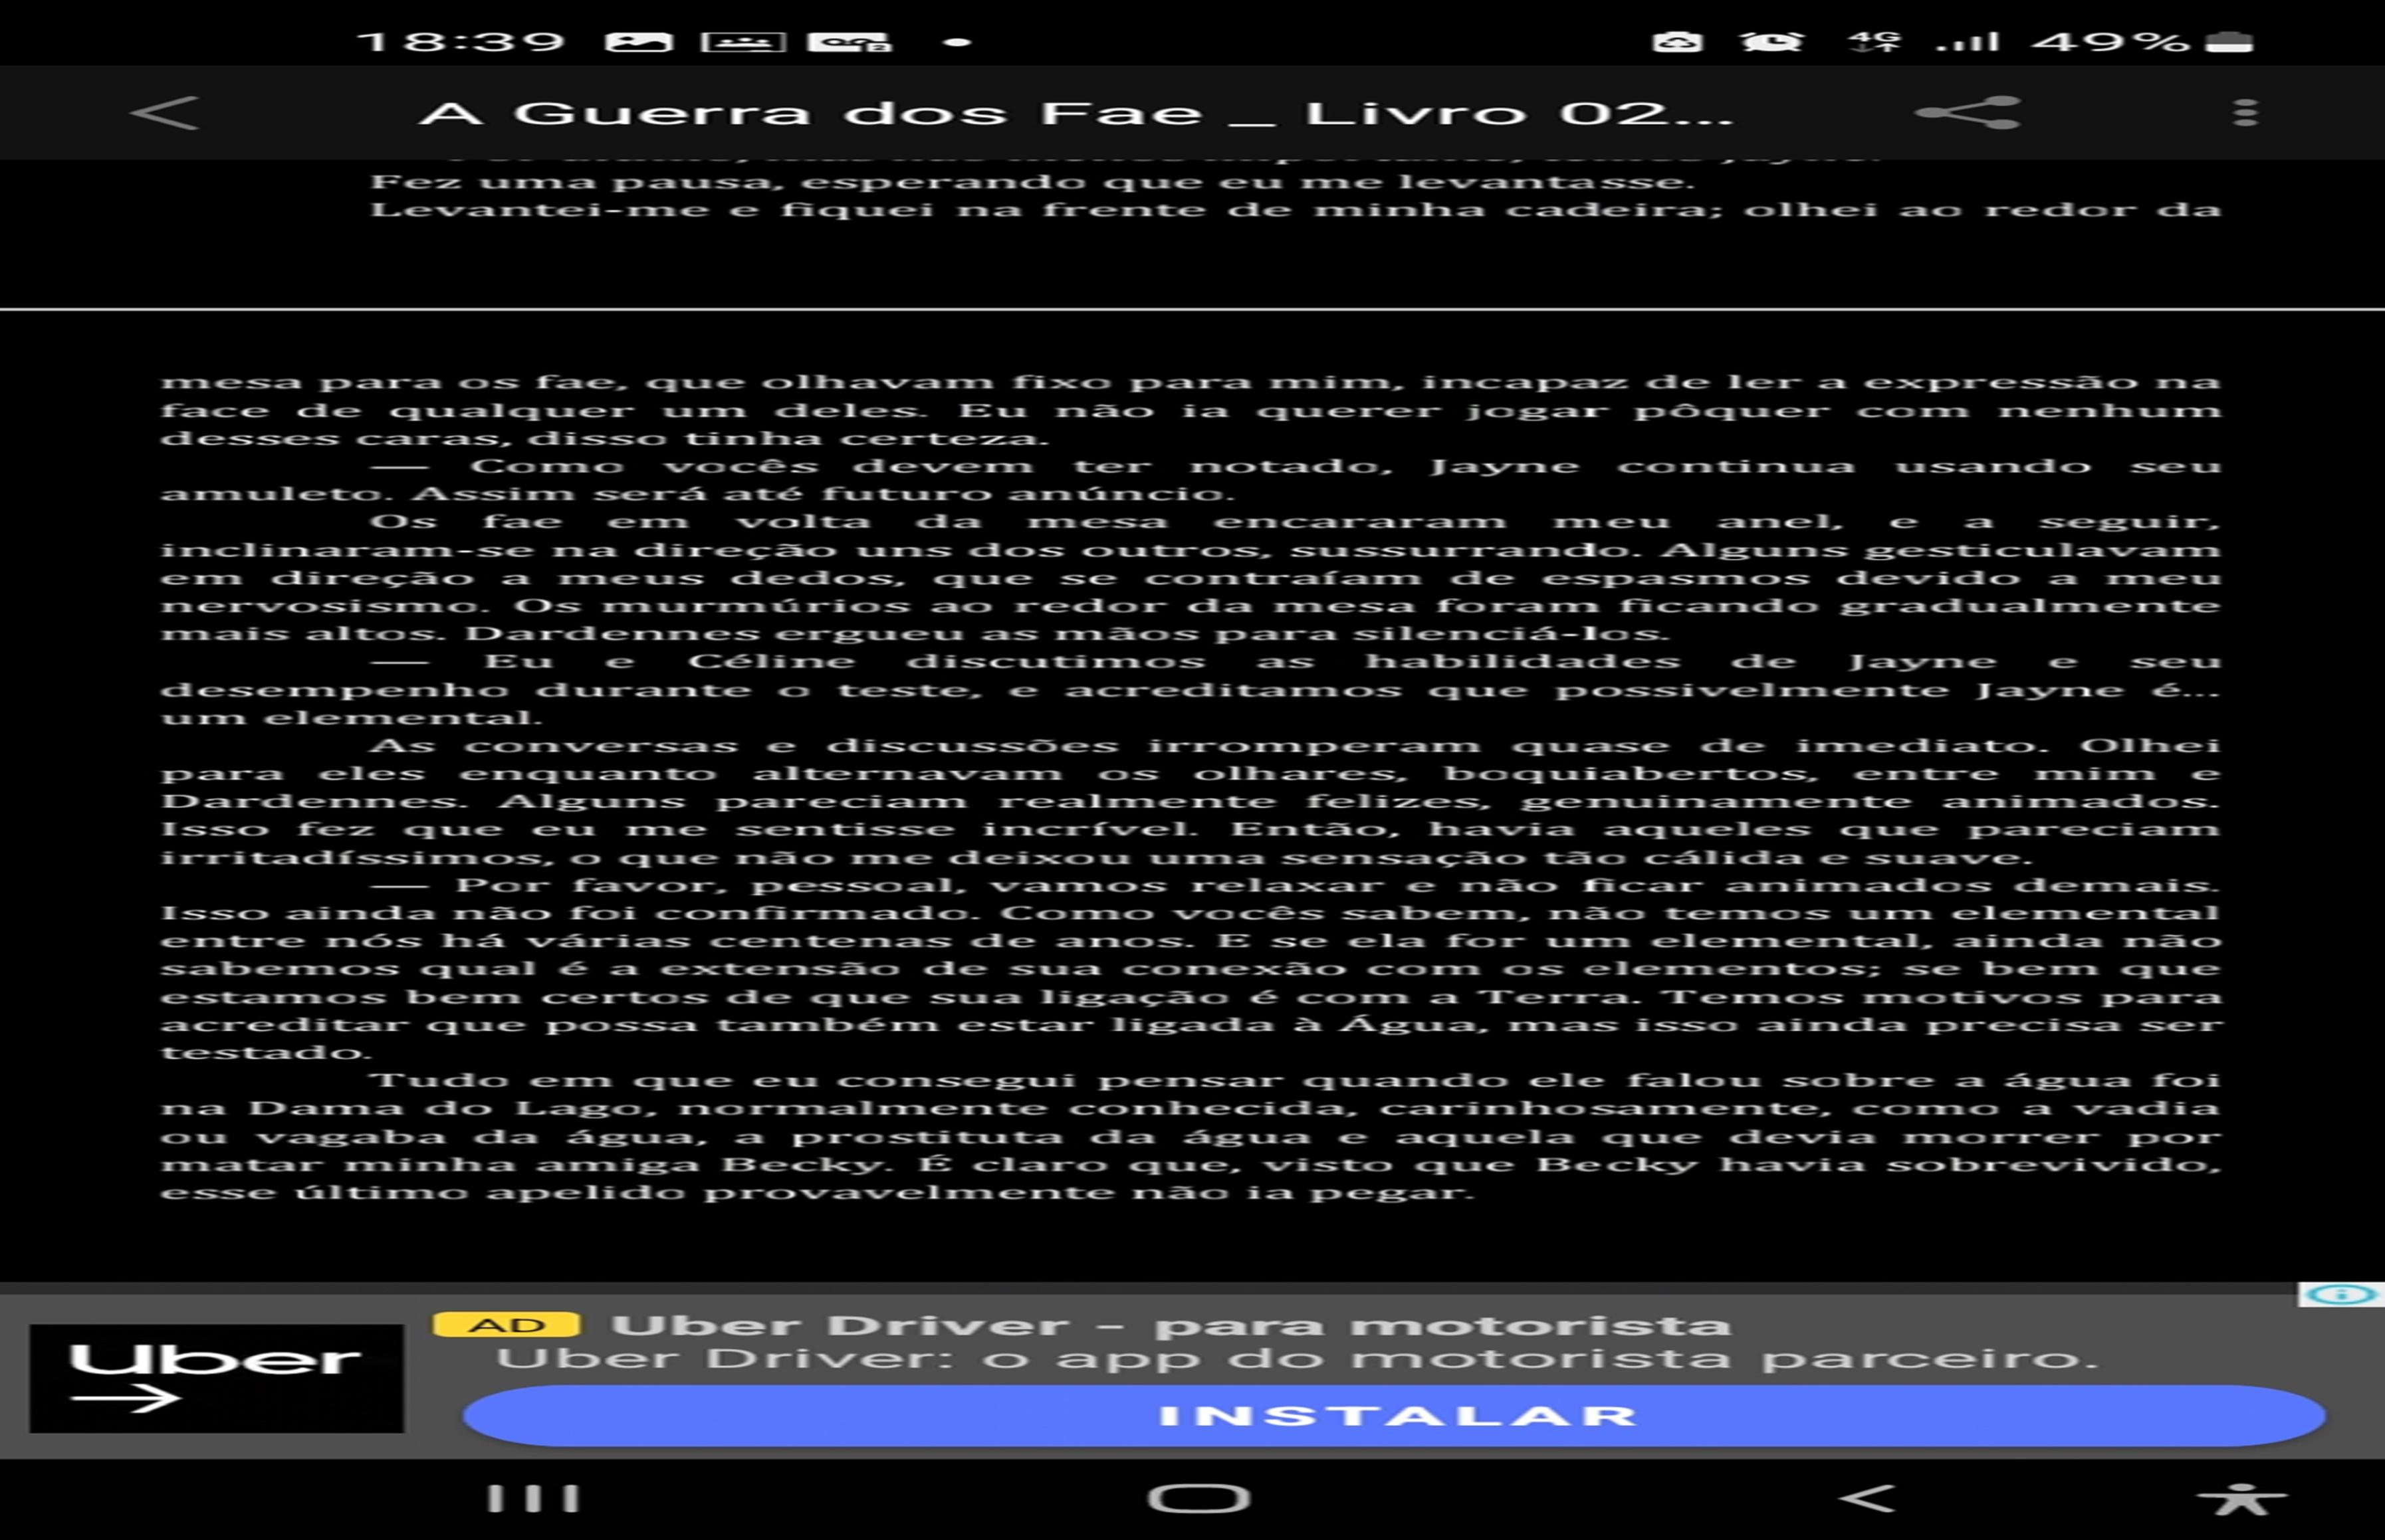 18:39
4G 49%
A Guerra dos Fae _ Livro 02...
Fez uma pausa, esperando que eu me levantasse.
Levantei-me e fiquei na frente de minha cadeira; olhei ao redor da
mesa para os fae, que olhavam fixo para mim, incapaz de ler a expressão na
face de qualquer um deles. Eu não ia querer jogar pôquer com nenhum
desses caras, disso tinha certeza.
— Como vocês devem ter notado, Jayne continua usando seu
amuleto. Assim será até futuro anúncio.
Os fae em volta da mesa encararam meu anel, e a seguir,
inclinaram-se na direção uns dos outros, sussurrando. Alguns gesticulavam
em direção a meus dedos, que se contraíam de espasmos devido a meu
nervosismo. Os murmúrios ao redor da mesa foram ficando gradualmente
mais altos. Dardennes ergueu as mãos para silenciá-los.
— Eu e Céline discutimos as habilidades de Jayne e seu
desempenho durante o teste, e acreditamos que possivelmente Jayne é...
um elemental.
As conversas e discussões irromperam quase de imediato. Olhei
para eles enquanto alternavam os olhares, boquiabertos, entre mim e
Dardennes. Alguns pareciam realmente felizes, genuinamente animados.
Isso fez que eu me sentisse incrível. Então, havia aqueles que pareciam
irritadíssimos, o que não me deixou uma sensação tão cálida e suave.
— Por favor, pessoal, vamos relaxar e não ficar animados demais.
Isso ainda não foi confirmado. Como vocês sabem, não temos um elemental
entre nós há várias centenas de anos. E se ela for um elemental, ainda não
sabemos qual é a extensão de sua conexão com os elementos; se bem que
estamos bem certos de que sua ligação é com a Terra. Temos motivos para
acreditar que possa também estar ligada à Água, mas isso ainda precisa ser
testado.
Tudo em que eu consegui pensar quando ele falou sobre a água foi
na Dama do Lago, normalmente conhecida, carinhosamente, como a vadia
ou vagaba da água, a prostituta da água e aquela que devia morrer por
matar minha amiga Becky. É claro que, visto que Becky havia sobrevivido,
esse último apelido provavelmente não ia pegar.
AD Uber Driver - para motorista
Uber
Uber Driver: o app do motorista parceiro.
INSTALAR